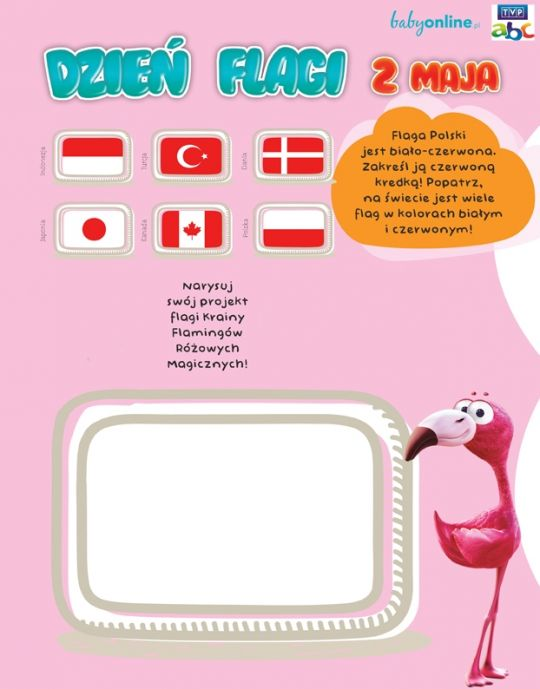 babyonline.pl
TVP
abc
DZIEŃ FLAGI 2 MAJA
Indonezja
Turcja
Dania
Japonia
Kanada
Polska
Flaga Polski
jest biało-czerwona.
Zakreśl ją czerwoną
kredką! Popatrz,
na świecie jest wiele
flag w kolorach białym
i czerwonym!
Narysuj
swój projekt
flagi Krainy
Flamingów
Różowych
Magicznych!